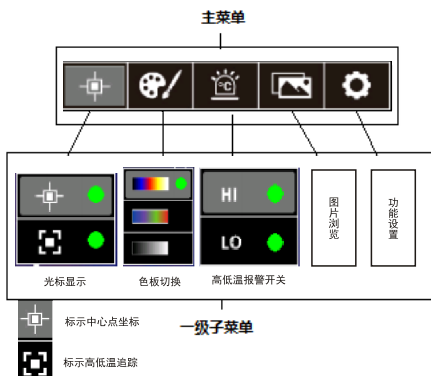 主菜单
°C
HI
LO
图片浏览
功能设置
光标显示
色板切换
高低温报警开关
标示中心点坐标
一级子菜单
标示高低温追踪